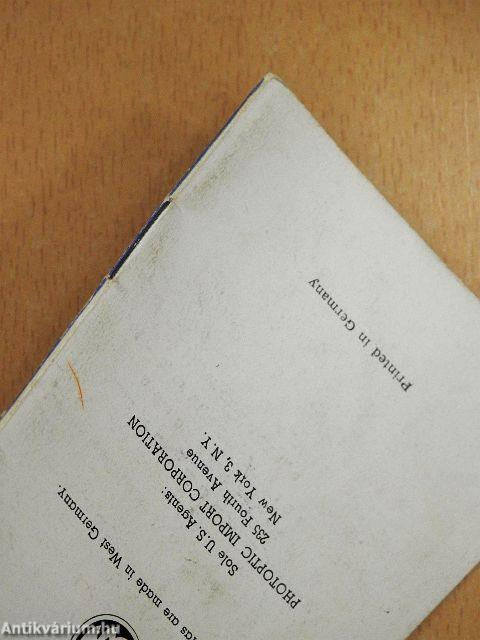 are made in West Germany.
Sole U.S. Agents:
PHOTOPTIC IMPORT CORPORATION
235 Fourth Avenue
New York 3, N.Y.
Printed in Germany
Antikvárium.hu